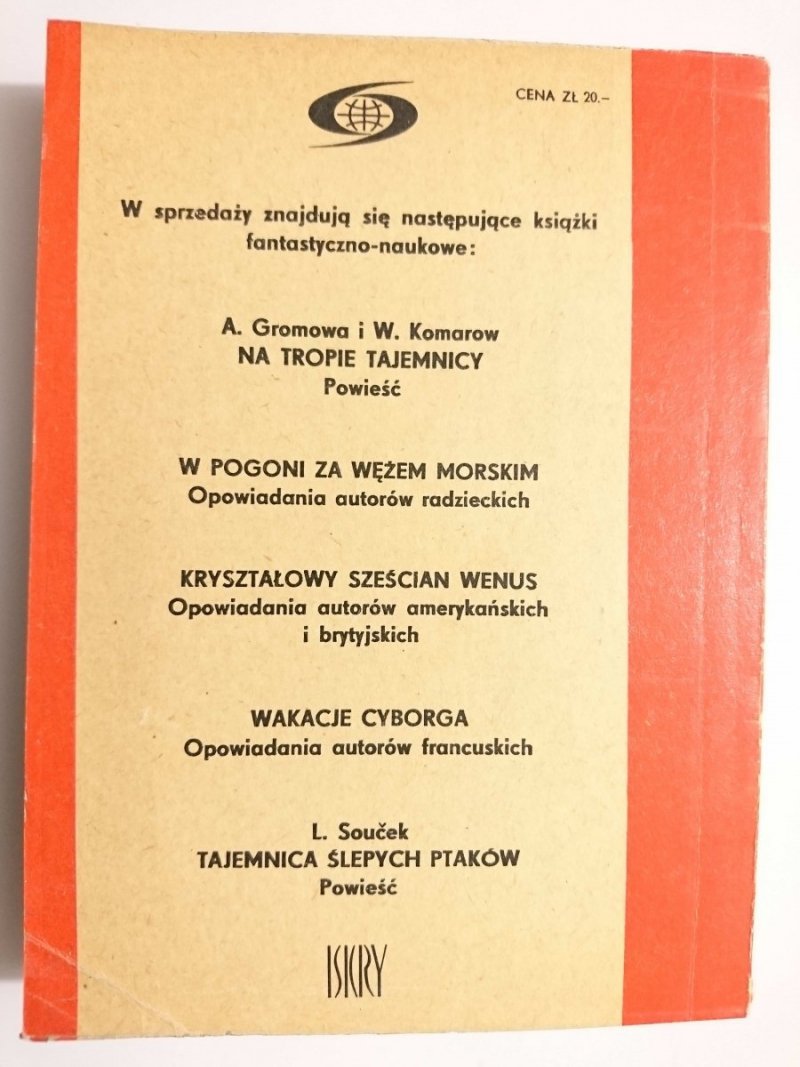 CENA ZŁ 20.–
W sprzedaży znajdują się następujące książki
fantastyczno-naukowe:
A. Gromowa i W. Komarow
NA TROPIE TAJEMNICY
Powieść
W POGONI ZA WĘŻEM MORSKIM
Opowiadania autorów radzieckich
KRYSZTAŁOWY SZEŚCIAN WENUS
Opowiadania autorów amerykańskich
i brytyjskich
WAKACJE CYBORGA
Opowiadania autorów francuskich
L. Souček
TAJEMNICA ŚLEPYCH PTAKÓW
Powieść
ISKRY